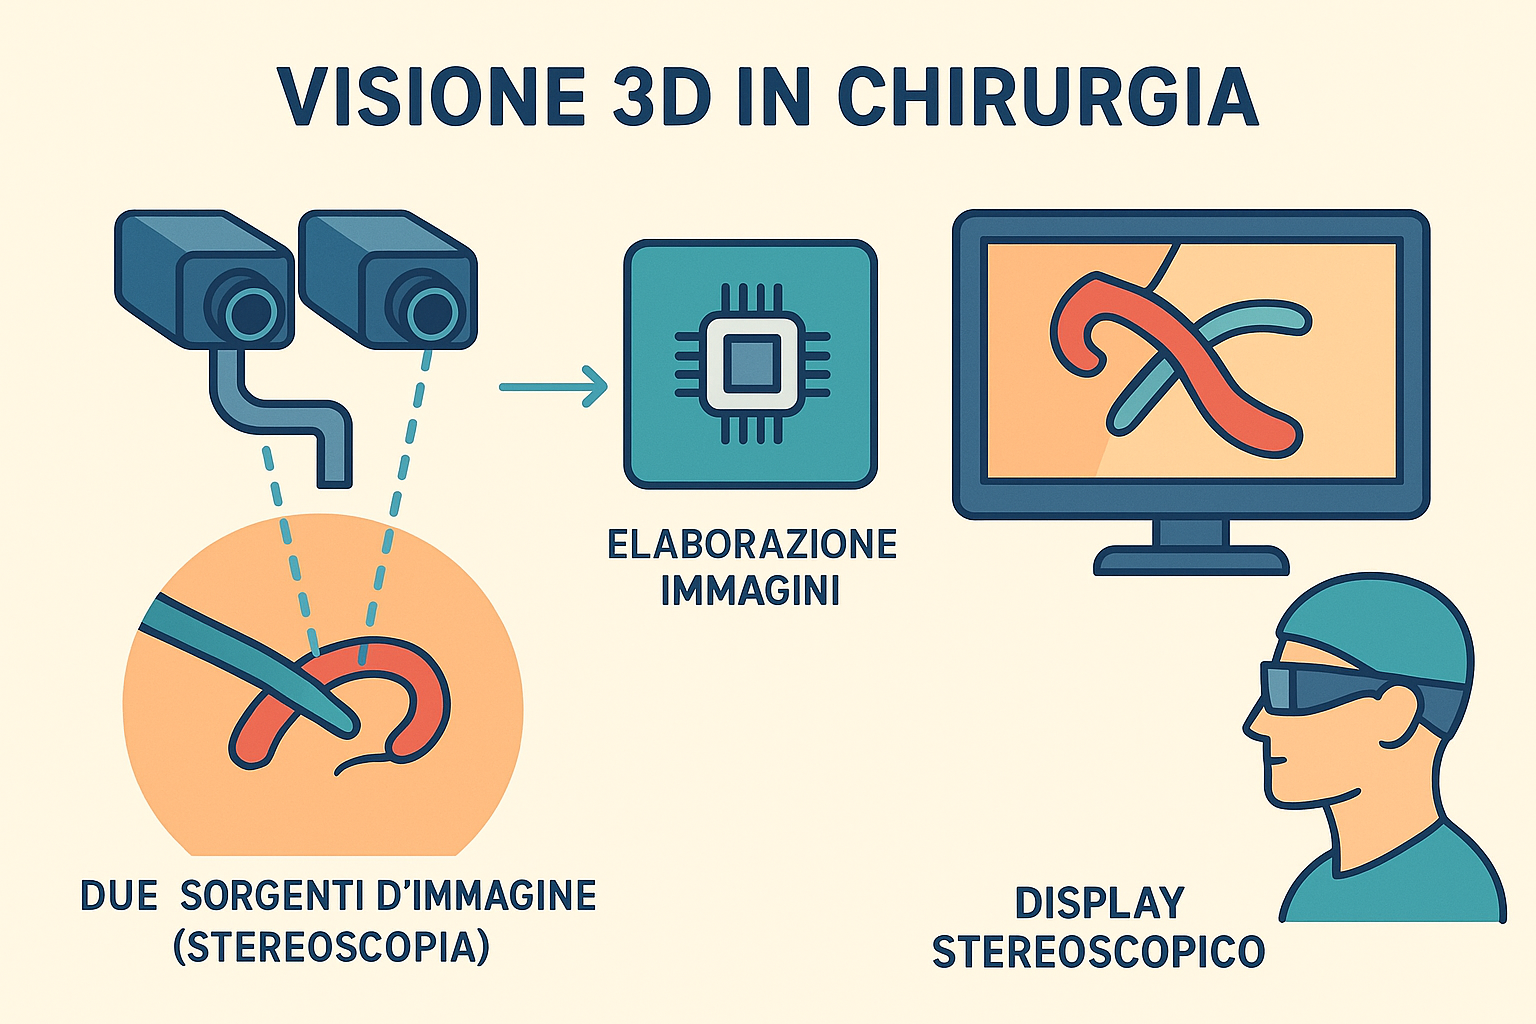 VISIONE 3D IN CHIRURGIA
ELABORAZIONE
IMMAGINI
DUE SORGENTI D'IMMAGINE
(STEREOSCOPIA)
DISPLAY
STEREOSCOPICO